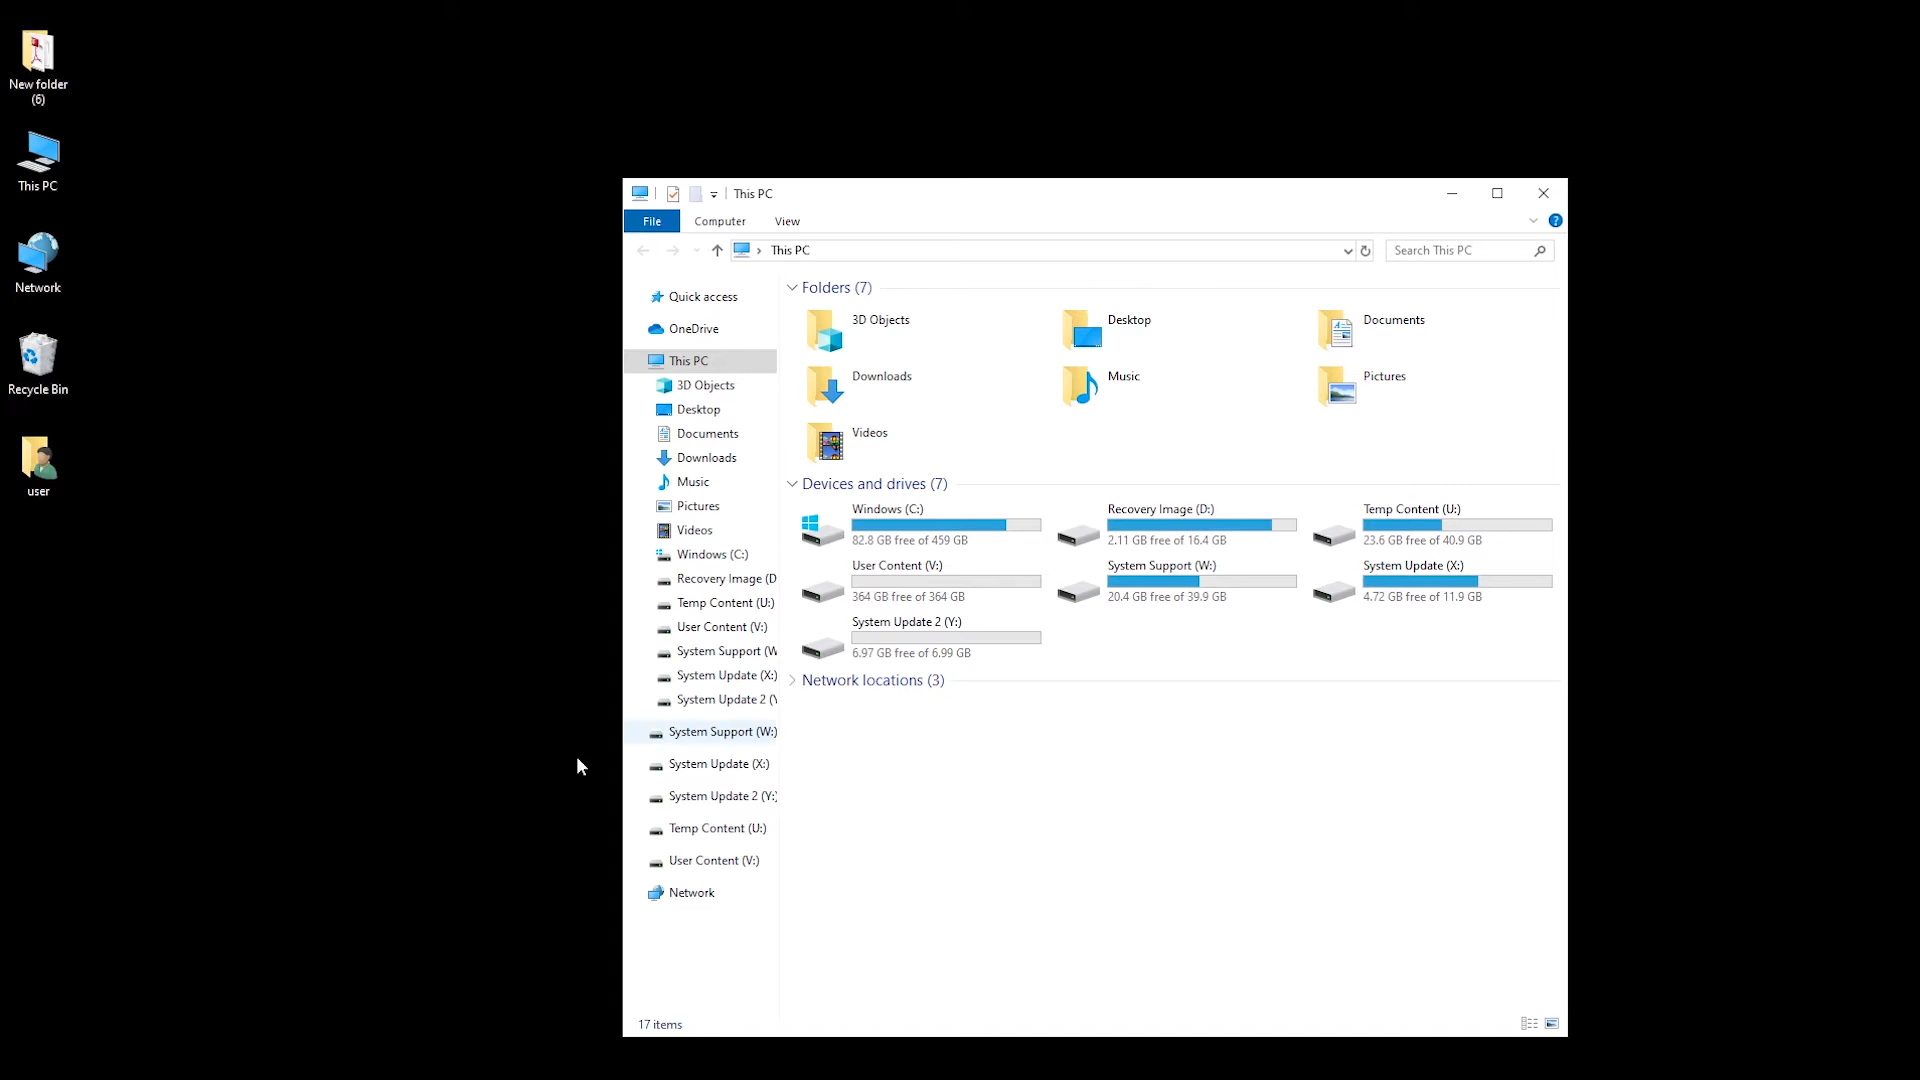 New folder
(6)
This PC
Network
Recycle Bin
user
This PC
File
Computer
View
This PC
Search This PC
Quick access
OneDrive
This PC
3D Objects
Desktop
Documents
Downloads
Music
Pictures
Videos
Windows (C:)
Recovery Image (D
Temp Content (U:)
User Content (V:)
System Support (W
System Update (X:)
System Update 2 (Y
System Support (W:)
System Update (X:)
System Update 2 (Y:)
Temp Content (U:)
User Content (V:)
Network
Folders (7)
3D Objects
Desktop
Documents
Downloads
Music
Pictures
Videos
Devices and drives (7)
Windows (C:)
82.8 GB free of 459 GB
Recovery Image (D:)
2.11 GB free of 16.4 GB
Temp Content (U:)
23.6 GB free of 40.9 GB
User Content (V:)
364 GB free of 364 GB
System Support (W:)
20.4 GB free of 39.9 GB
System Update (X:)
4.72 GB free of 11.9 GB
System Update 2 (Y:)
6.97 GB free of 6.99 GB
Network locations (3)
17 items